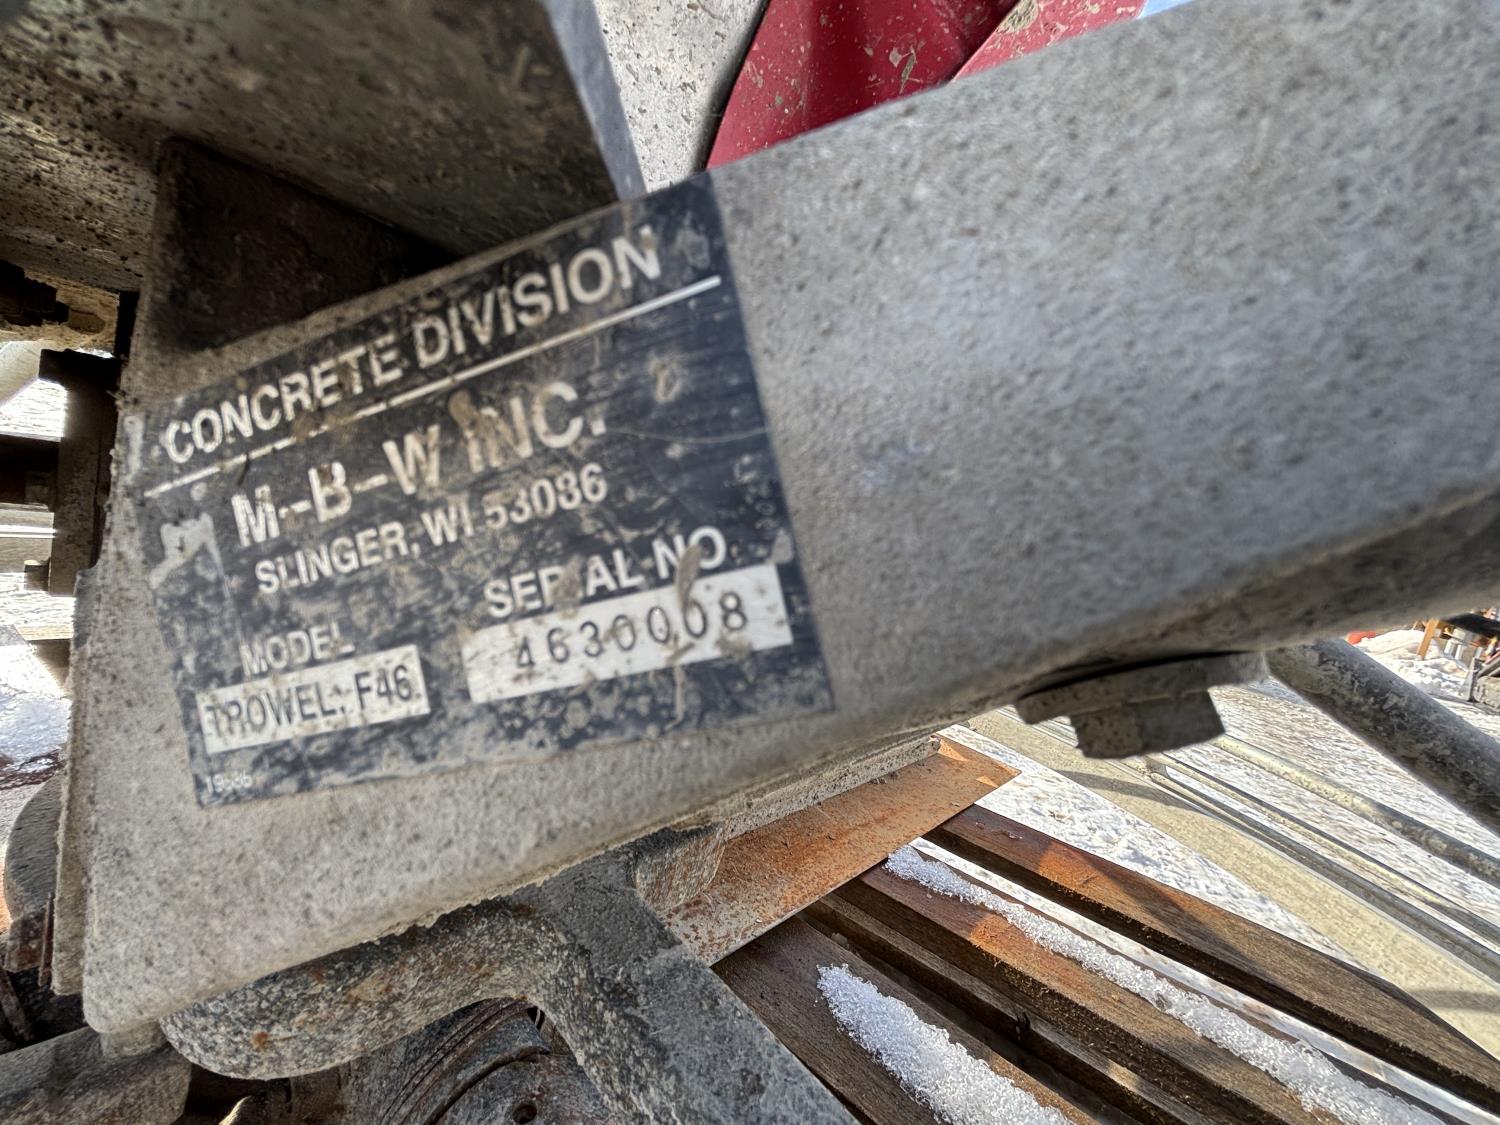 CONCRETE DIVISION
M-B-W INC.
SLINGER, WI 53086
MODEL SERIAL NO.
TROWEL: F46 4630008